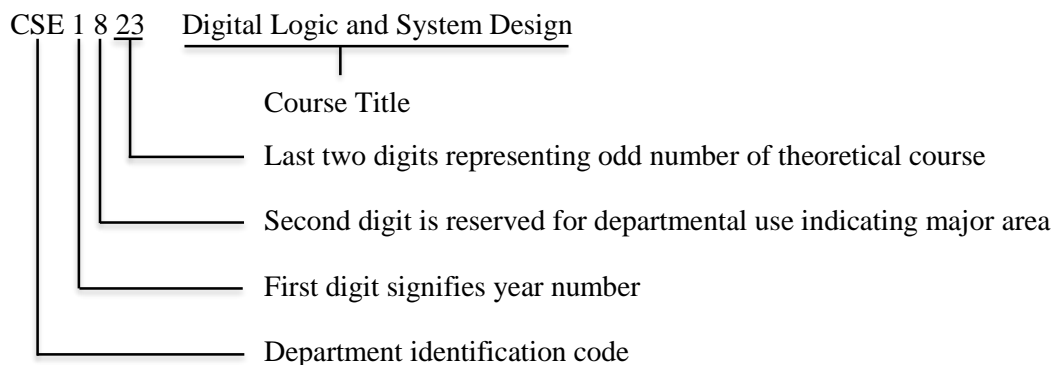 CSE 1 8 23 Digital Logic and System Design
Course Title
Last two digits representing odd number of theoretical course
Second digit is reserved for departmental use indicating major area
First digit signifies year number
Department identification code